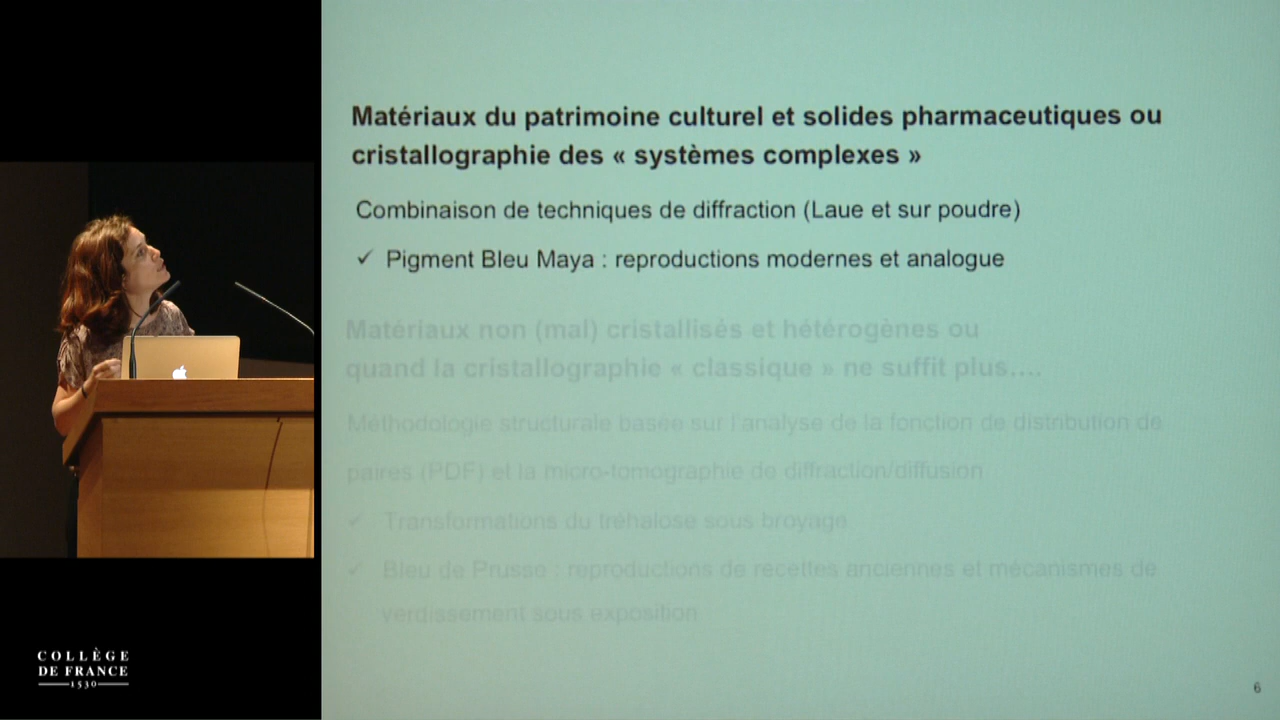 Matériaux du patrimoine culturel et solides pharmaceutiques ou
cristallographie des « systèmes complexes »
Combinaison de techniques de diffraction (Laue et sur poudre)
✓ Pigment Bleu Maya : reproductions modernes et analogue
Matériaux non (mal) cristallisés et hétérogènes ou
quand la cristallographie « classique » ne suffit plus....
Méthodologie structurale basée sur l'analyse de la fonction de distribution de
paires (PDF) et la micro-tomographie de diffraction/diffusion
✓ Transformations du tréhalose sous broyage
✓ Bleu de Prusse : reproductions de recettes anciennes et mécanismes de
verdissement sous exposition
6
COLLÈGE
DE FRANCE
1530